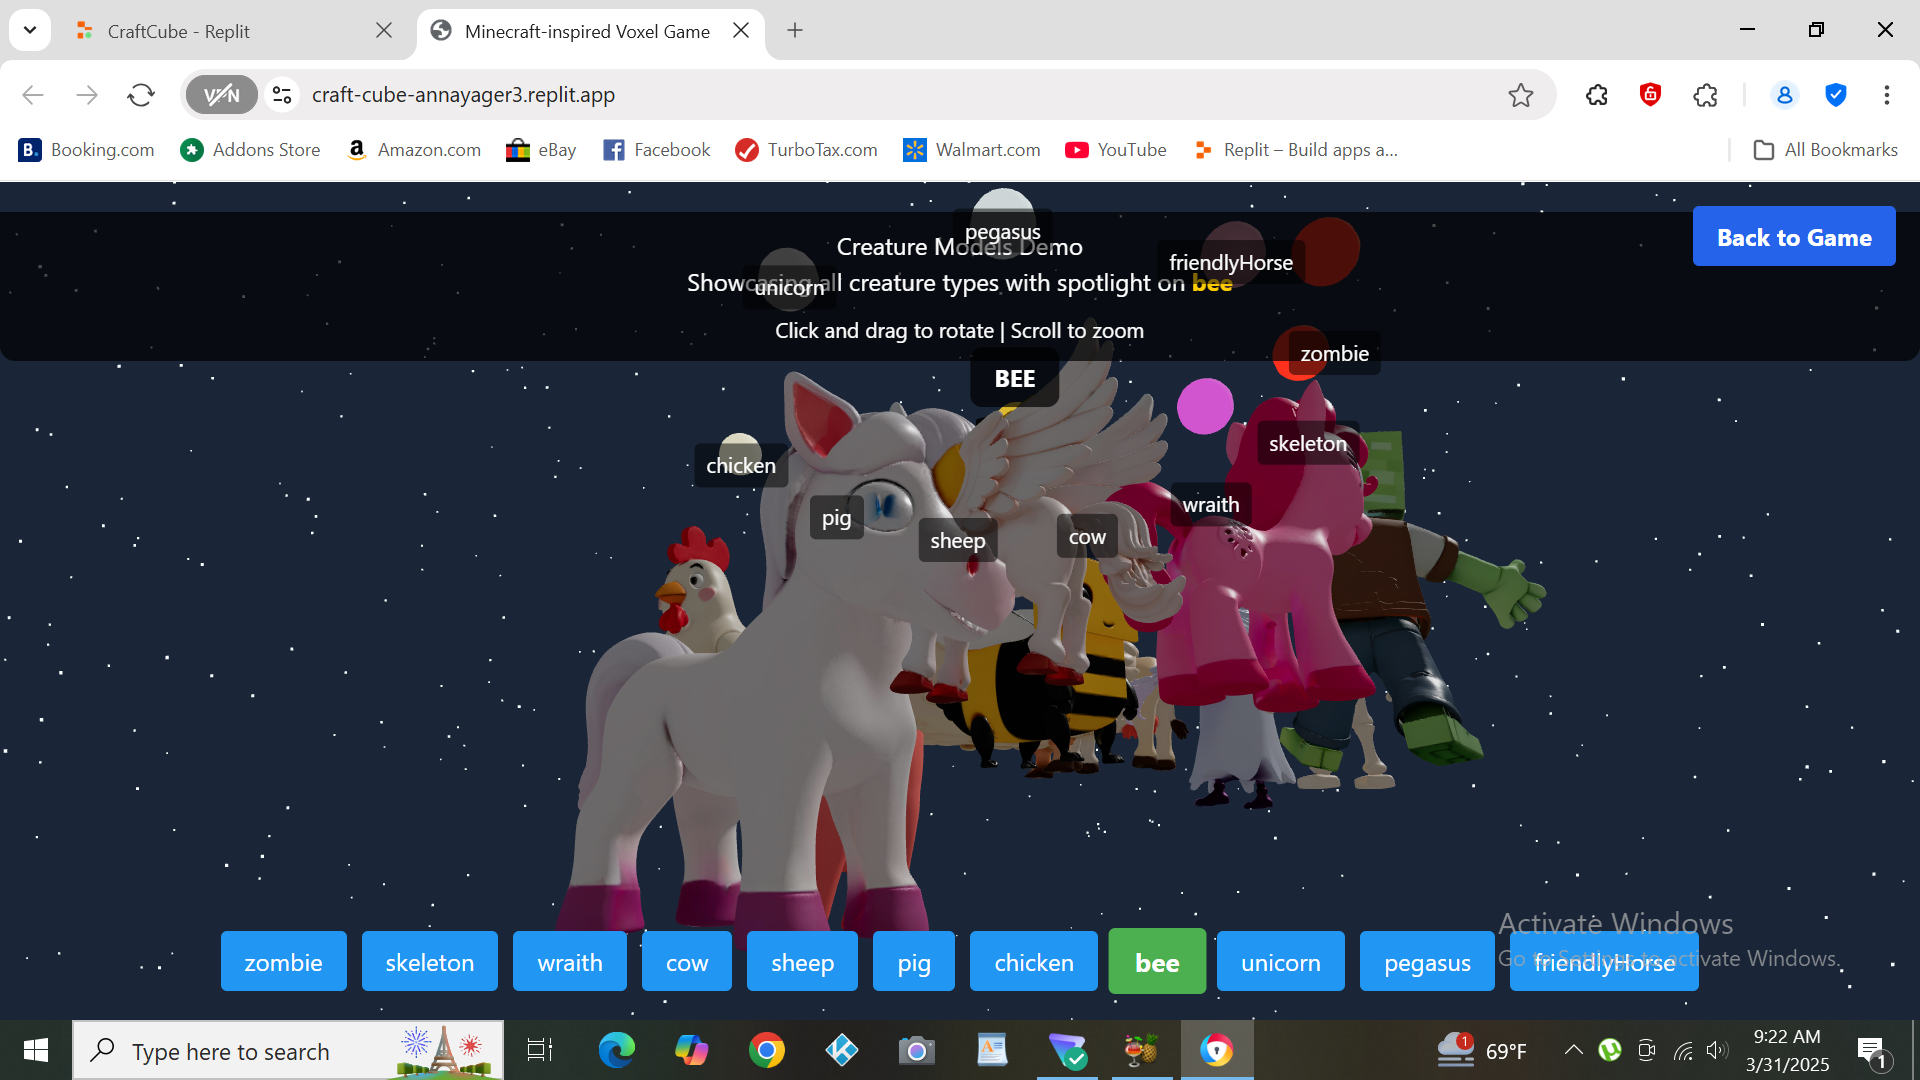 CraftCube - Replit
Minecraft-inspired Voxel Game
VPN
craft-cube-annayager3.replit.app
B. Booking.com
Addons Store
a Amazon.com
eBay
Facebook
TurboTax.com
Walmart.com
YouTube
Replit – Build apps a...
All Bookmarks
Back to Game
pegasus
Creature Models Demo
friendlyHorse
unicorn
Showcasing all creature types with spotlight on bee
Click and drag to rotate | Scroll to zoom
zombie
BEE
skeleton
chicken
wraith
pig
sheep
cow
Activate Windows
Go to Settings to activate Windows.
zombie
skeleton
wraith
cow
sheep
pig
chicken
bee
unicorn
pegasus
friendlyHorse
Type here to search
1
69°F
9:22 AM
3/31/2025
1